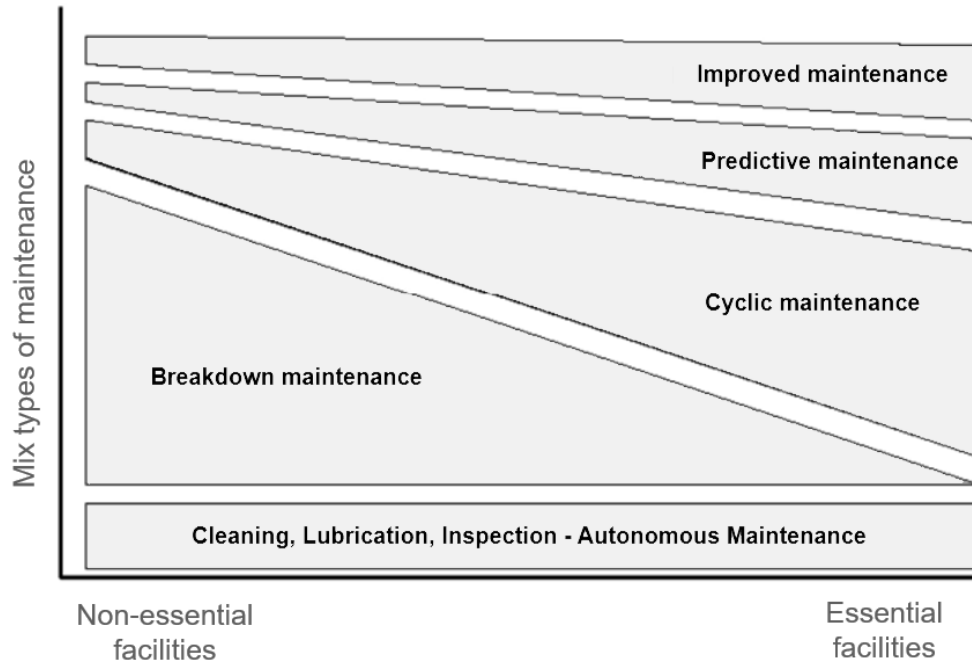 Mix types of maintenance
Improved maintenance
Predictive maintenance
Cyclic maintenance
Breakdown maintenance
Cleaning, Lubrication, Inspection - Autonomous Maintenance
Non-essential
facilities
Essential
facilities